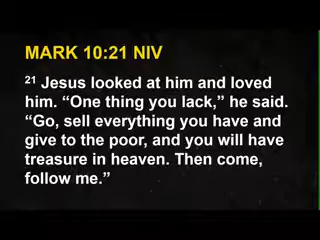 MARK 10:21 NIV
21 Jesus looked at him and loved
him. “One thing you lack,” he said.
“Go, sell everything you have and
give to the poor, and you will have
treasure in heaven. Then come,
follow me.”